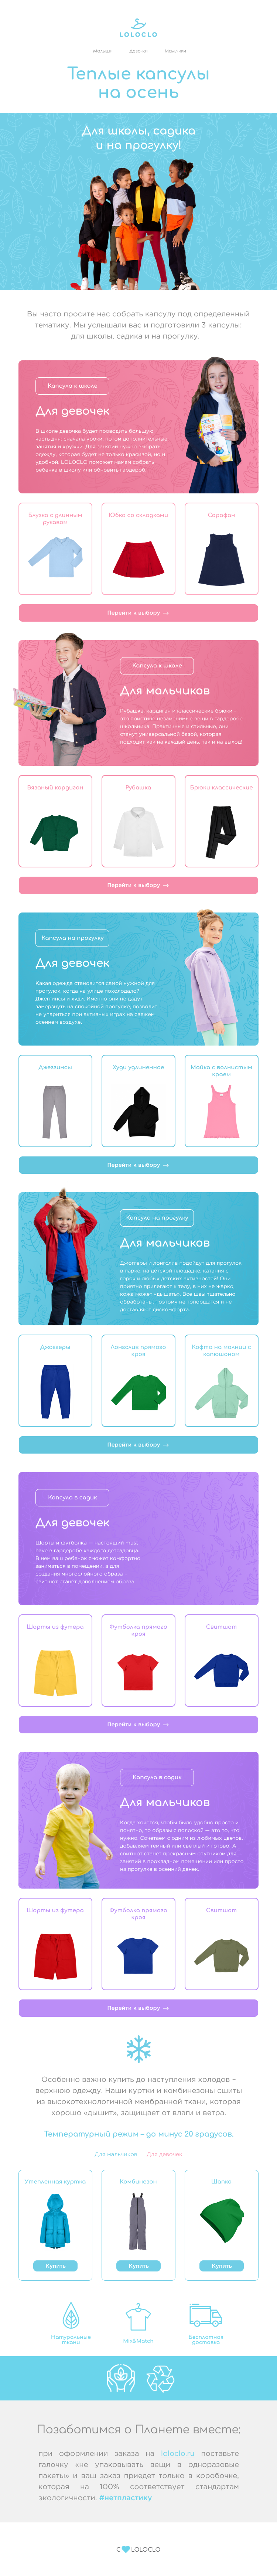 LOLOCLO
Малыши Девочки Мальчики
Теплые капсулы
на осень
Для школы, садика
и на прогулку!
Вы часто просите нас собрать капсулу под определенный
тематику. Мы услышали вас и подготовили 3 капсулы:
для школы, садика и на прогулку.
Капсула к школе
Для девочек
В школе девочка будет проводить большую
часть дня: сначала уроки, потом дополнительные
занятия и кружки. Для занятий нужно выбрать
одежду, которая будет не только красивой, но и
удобной. LOLOCLO поможет мамам собрать
ребенка в школу или обновить гардероб.
Блузка с длинным
рукавом
Юбка со складками
Сарафан
Перейти к выбору →
Капсула к школе
Для мальчиков
Рубашка, кардиган и классические брюки –
это поистине незаменимые вещи в гардеробе
школьника! Практичные и стильные, они
станут универсальной базой, которая
подходит как на каждый день, так и на выход!
Вязаный кардиган
Рубашка
Брюки классические
Перейти к выбору →
Капсула на прогулку
Для девочек
Какая одежда становится самой нужной для
прогулок, когда на улице похолодало?
Джеггинсы и худи. Именно они не дадут
замерзнуть на спокойной прогулке, позволят
не упариться при активных играх на свежем
осеннем воздухе.
Джеггинсы
Худи удлиненное
Майка с волнистым
краем
Перейти к выбору →
Капсула на прогулку
Для мальчиков
Джоггеры и лонгслив подойдут для прогулок
в парке, на детской площадке, катания с
горок и любых детских активностей! Они
приятно прилегают к телу, в них не жарко,
кожа может «дышать». Все швы тщательно
обработаны, поэтому не топорщатся и не
доставляют дискомфорта.
Джоггеры
Лонгслив прямого
кроя
Кофта на молнии с
капюшоном
Перейти к выбору →
Капсула в садик
Для девочек
Шорты и футболка — настоящий must
have в гардеробе каждого детсадовца.
В нем ваш ребенок сможет комфортно
заниматься в помещении, а для
создания многослойного образа –
свитшот станет дополнением образа.
Шорты из футера
Футболка прямого
кроя
Свитшот
Перейти к выбору →
Капсула в садик
Для мальчиков
Когда хочется, чтобы было удобно просто и
понятно, то образы с полоской — это то, что
нужно. Сочетаем с одним из любимых цветов,
добавляем темный или светлый и готово! А
свитшот станет прекрасным спутником для
занятий в прохладном помещении или просто
на прогулке в осенний денек.
Шорты из футера
Футболка прямого
кроя
Свитшот
Перейти к выбору →
Особенно важно купить до наступления холодов –
верхнюю одежду. Наши куртки и комбинезоны сшиты
из высокотехнологичной мембранной ткани, которая
хорошо «дышит», защищает от влаги и ветра.
Температурный режим – до минус 20 градусов.
Для мальчиков Для девочек
Утепленная куртка
Комбинезон
Шапка
Купить Купить Купить
Натуральные
ткани
Mix&Match
Бесплатная
доставка
Позаботимся о Планете вместе:
при оформлении заказа на loloclo.ru поставьте
галочку «не упаковывать вещи в одноразовые
пакеты» и ваш заказ приедет только в коробочке,
которая на 100% соответствует стандартам
экологичности. #нетпластику
С LOLOCLO